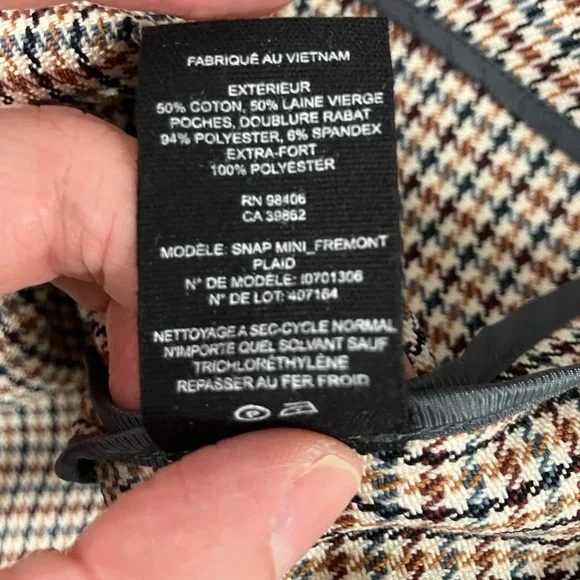 FABRIQUÉ AU VIETNAM
EXTÉRIEUR
50% COTON, 50% LAINE VIERGE
POCHES, DOUBLURE RABAT
94% POLYESTER, 6% SPANDEX
EXTRA-FORT
100% POLYESTER
RN 98406
CA 39862
MODÈLE: SNAP MINI_FREMONT
PLAID
N° DE MODÈLE: I0701306
N° DE LOT: 407164
NETTOYAGE A SEC-CYCLE NORMAL
N'IMPORTE QUEL SOLVANT SAUF
TRICHLORÉTHYLÈNE
REPASSER AU FER FROID
P